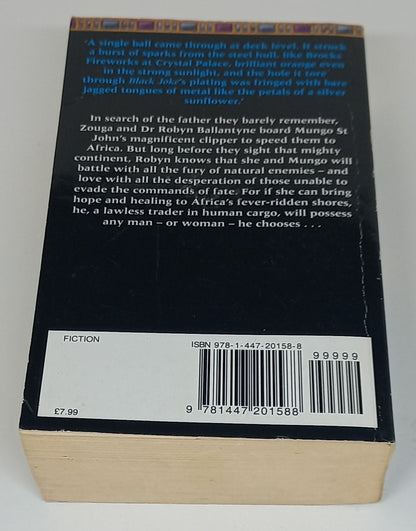 ‘A single ball came through at deck level. It struck
a burst of sparks from the steel hull, like Brocks
Fireworks at Crystal Palace, brilliant orange even
in the strong sunlight, and the hole it tore
through Black Joke’s plating was fringed with bare
jagged tongues of metal like the petals of a silver
sunflower.’
In search of the father they barely remember,
Zouga and Dr Robyn Ballantyne board Mungo St
John’s magnificent clipper to speed them to
Africa. But long before they sight that mighty
continent, Robyn knows that she and Mungo will
battle with all the fury of natural enemies – and
love with all the desperation of those unable to
evade the commands of fate. For if she can bring
hope and healing to Africa’s fever-ridden shores,
he, a lawless trader in human cargo, will possess
any man – or woman – he chooses . . .
FICTION
ISBN 978-1-447-20158-8
99999
£7.99
9 781447 201588